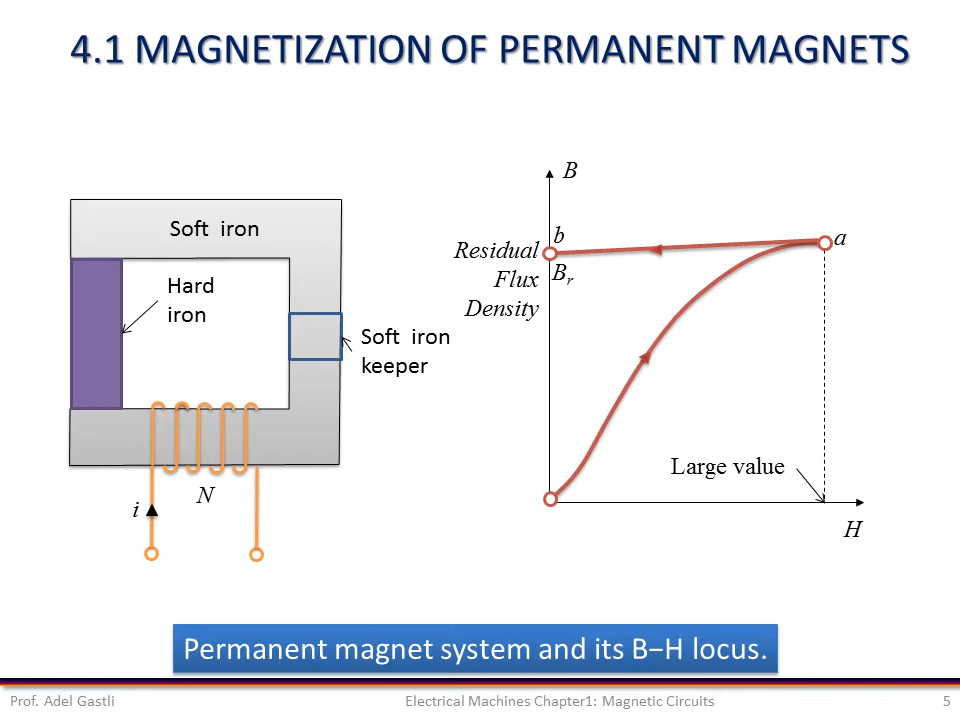 4.1 MAGNETIZATION OF PERMANENT MAGNETS
Soft iron
Hard
iron
Soft iron
keeper
N
i
B
b
a
Residual
Flux
Density
Br
Large value
H
Permanent magnet system and its B−H locus.
Prof. Adel Gastli
Electrical Machines Chapter1: Magnetic Circuits
5